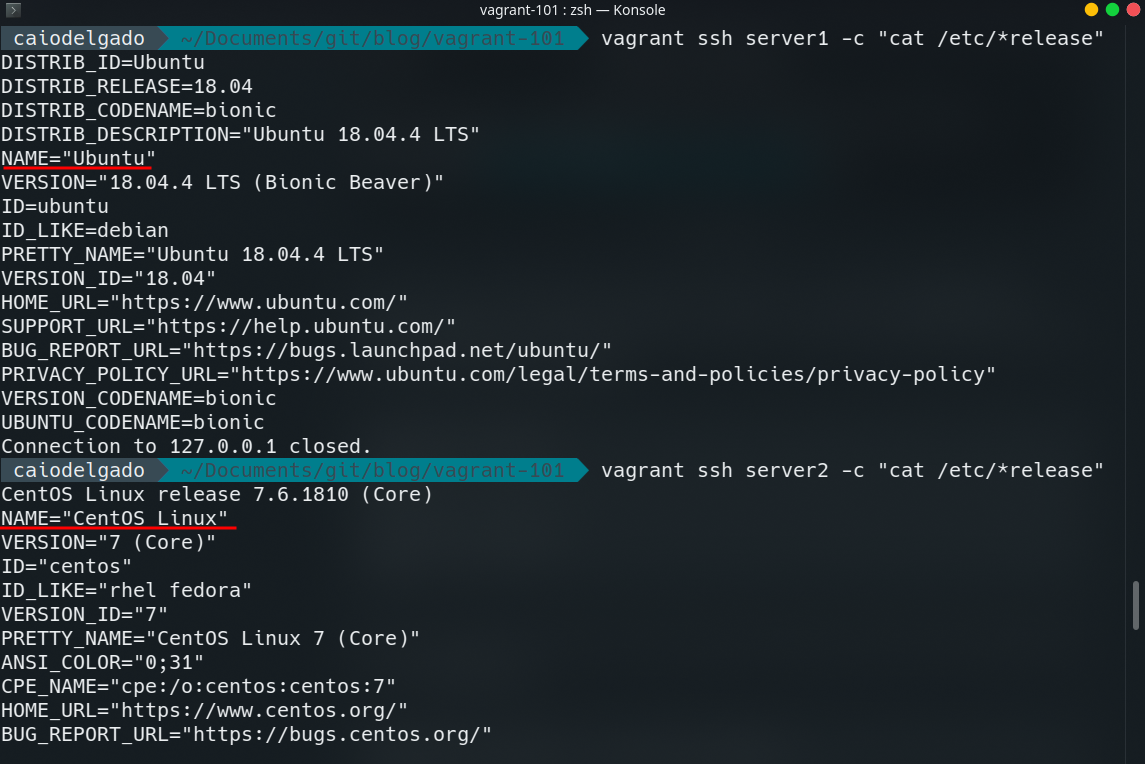 vagrant-101 : zsh — Konsole
caiodelgado ~/Documents/git/blog/vagrant-101 vagrant ssh server1 -c "cat /etc/*release"
DISTRIB_ID=Ubuntu
DISTRIB_RELEASE=18.04
DISTRIB_CODENAME=bionic
DISTRIB_DESCRIPTION="Ubuntu 18.04.4 LTS"
NAME="Ubuntu"
VERSION="18.04.4 LTS (Bionic Beaver)"
ID=ubuntu
ID_LIKE=debian
PRETTY_NAME="Ubuntu 18.04.4 LTS"
VERSION_ID="18.04"
HOME_URL="https://www.ubuntu.com/"
SUPPORT_URL="https://help.ubuntu.com/"
BUG_REPORT_URL="https://bugs.launchpad.net/ubuntu/"
PRIVACY_POLICY_URL="https://www.ubuntu.com/legal/terms-and-policies/privacy-policy"
VERSION_CODENAME=bionic
UBUNTU_CODENAME=bionic
Connection to 127.0.0.1 closed.
caiodelgado ~/Documents/git/blog/vagrant-101 vagrant ssh server2 -c "cat /etc/*release"
CentOS Linux release 7.6.1810 (Core)
NAME="CentOS Linux"
VERSION="7 (Core)"
ID="centos"
ID_LIKE="rhel fedora"
VERSION_ID="7"
PRETTY_NAME="CentOS Linux 7 (Core)"
ANSI_COLOR="0;31"
CPE_NAME="cpe:/o:centos:centos:7"
HOME_URL="https://www.centos.org/"
BUG_REPORT_URL="https://bugs.centos.org/"